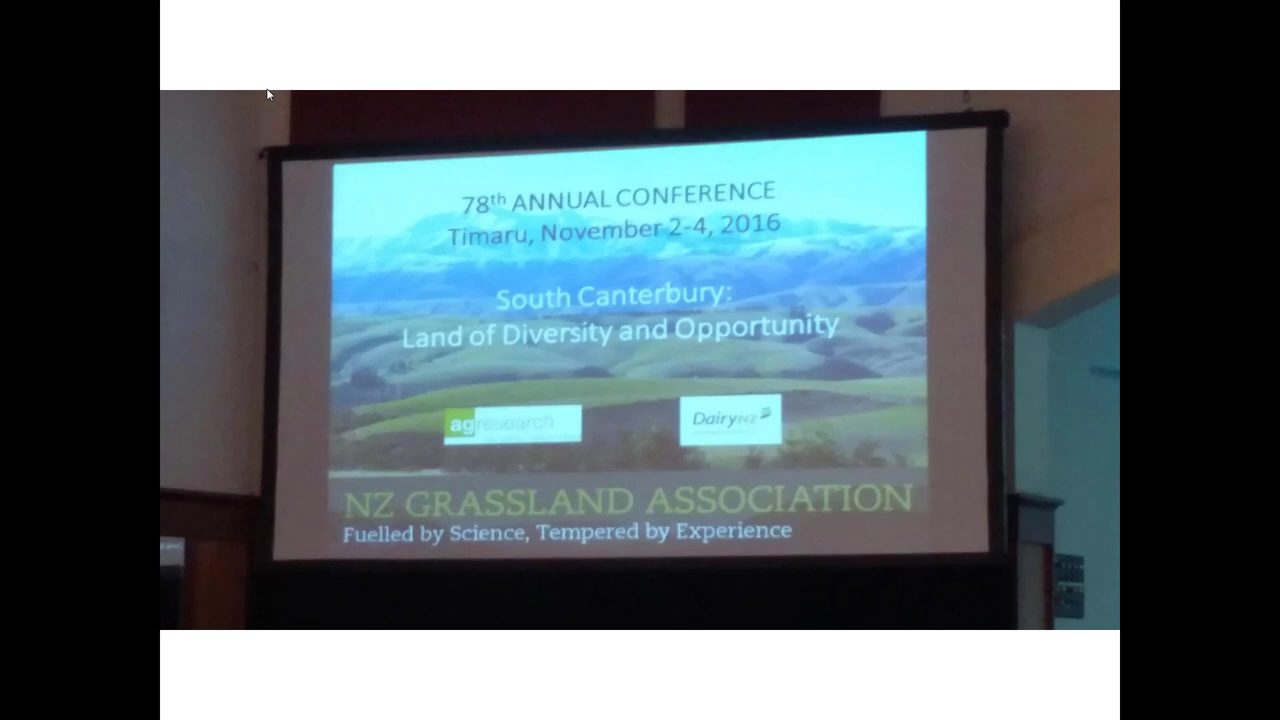 78th ANNUAL CONFERENCE
Timaru, November 2-4, 2016
South Canterbury:
Land of Diversity and Opportunity
agresearch
DairyNZ
NZ GRASSLAND ASSOCIATION
Fuelled by Science, Tempered by Experience